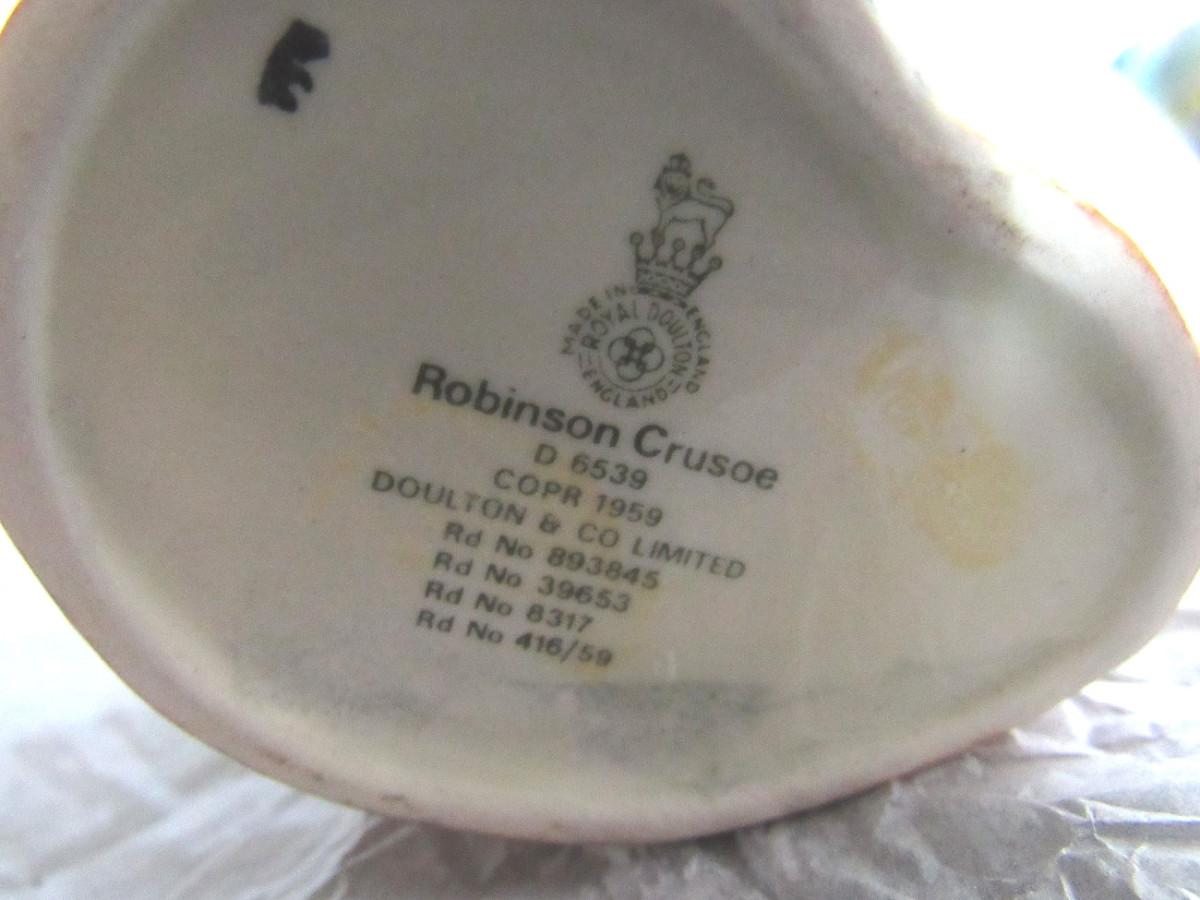 MADE IN ENGLAND
ROYAL DOULTON
ENGLAND
Robinson Crusoe
D 6539
COPR 1959
DOULTON & CO LIMITED
Rd No 893845
Rd No 39653
Rd No 8317
Rd No 416/59